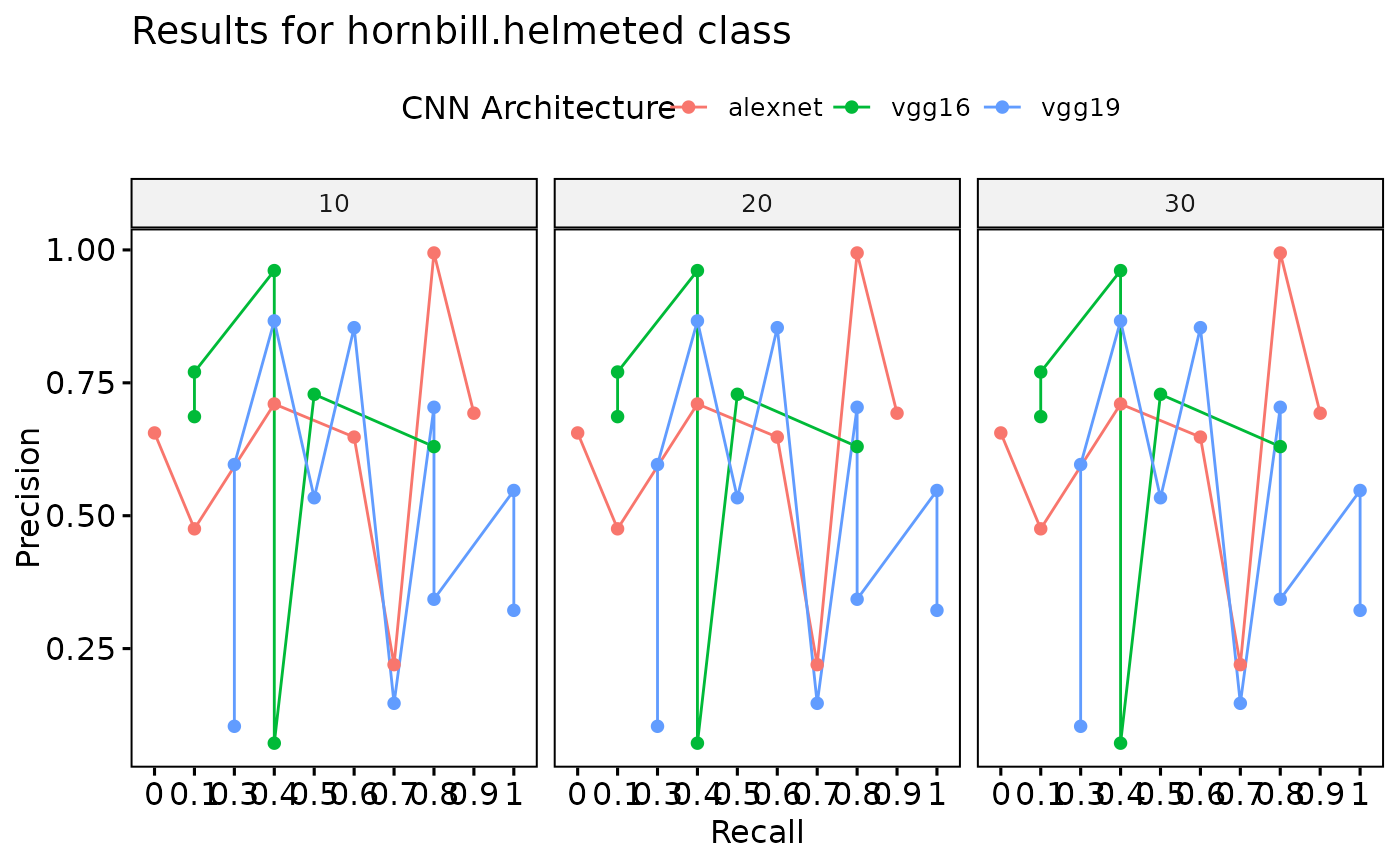 Results for hornbill.helmeted class
CNN Architecture alexnet vgg16 vgg19
10 20 30
1.00
0.75
0.50
0.25
Precision
0 0.1 0.3 0.4 0.5 0.6 0.7 0.8 0.9 1 0 0.1 0.3 0.4 0.5 0.6 0.7 0.8 0.9 1 0 0.1 0.3 0.4 0.5 0.6 0.7 0.8 0.9 1
Recall